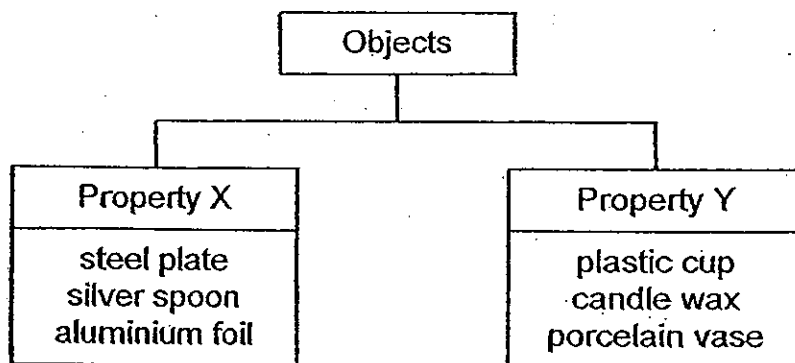 Objects
Property X
steel plate
silver spoon
aluminium foil
Property Y
plastic cup
candle wax
porcelain vase